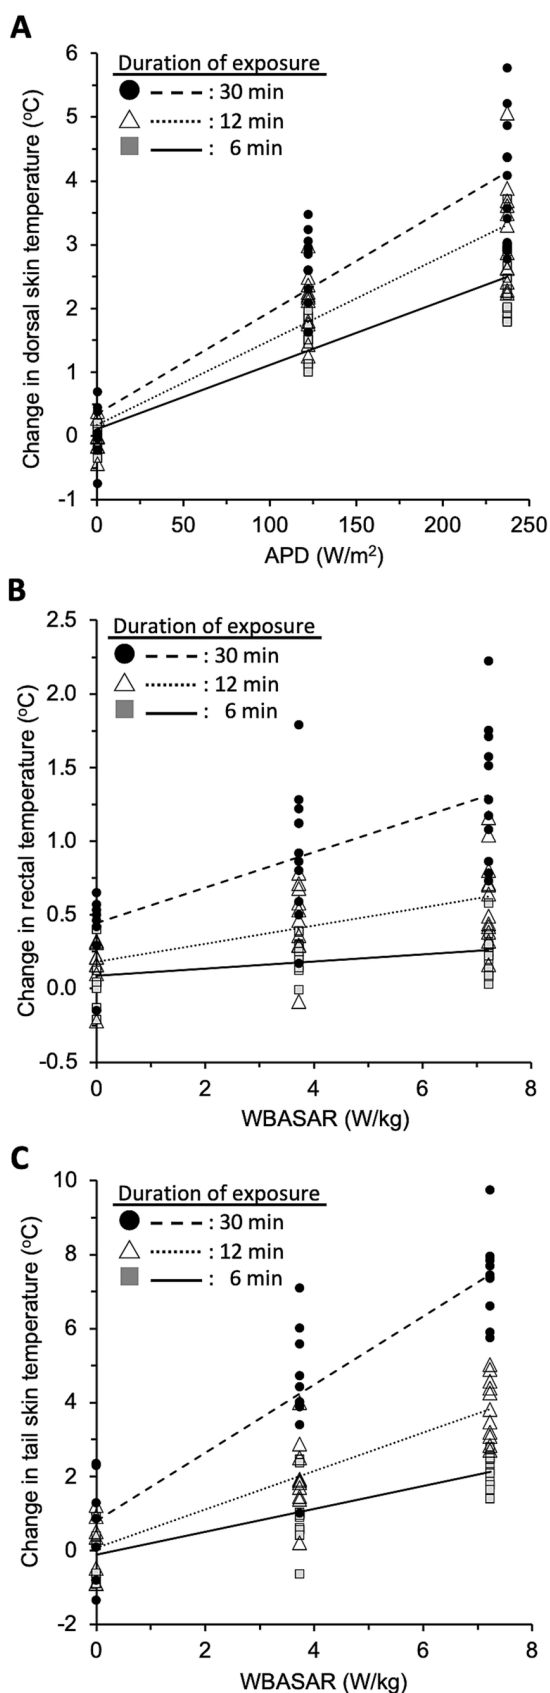 A
Change in dorsal skin temperature (°C)
6
5
4
3
2
1
0
-1
Duration of exposure
: 30 min
: 12 min
: 6 min
0
50
100
150
200
250
APD (W/m²)
B
Change in rectal temperature (°C)
2.5
2.0
1.5
1.0
0.5
0.0
-0.5
Duration of exposure
: 30 min
: 12 min
: 6 min
0
2
4
6
8
WBASAR (W/kg)
C
Change in tail skin temperature (°C)
10
8
6
4
2
0
-2
Duration of exposure
: 30 min
: 12 min
: 6 min
0
2
4
6
8
WBASAR (W/kg)